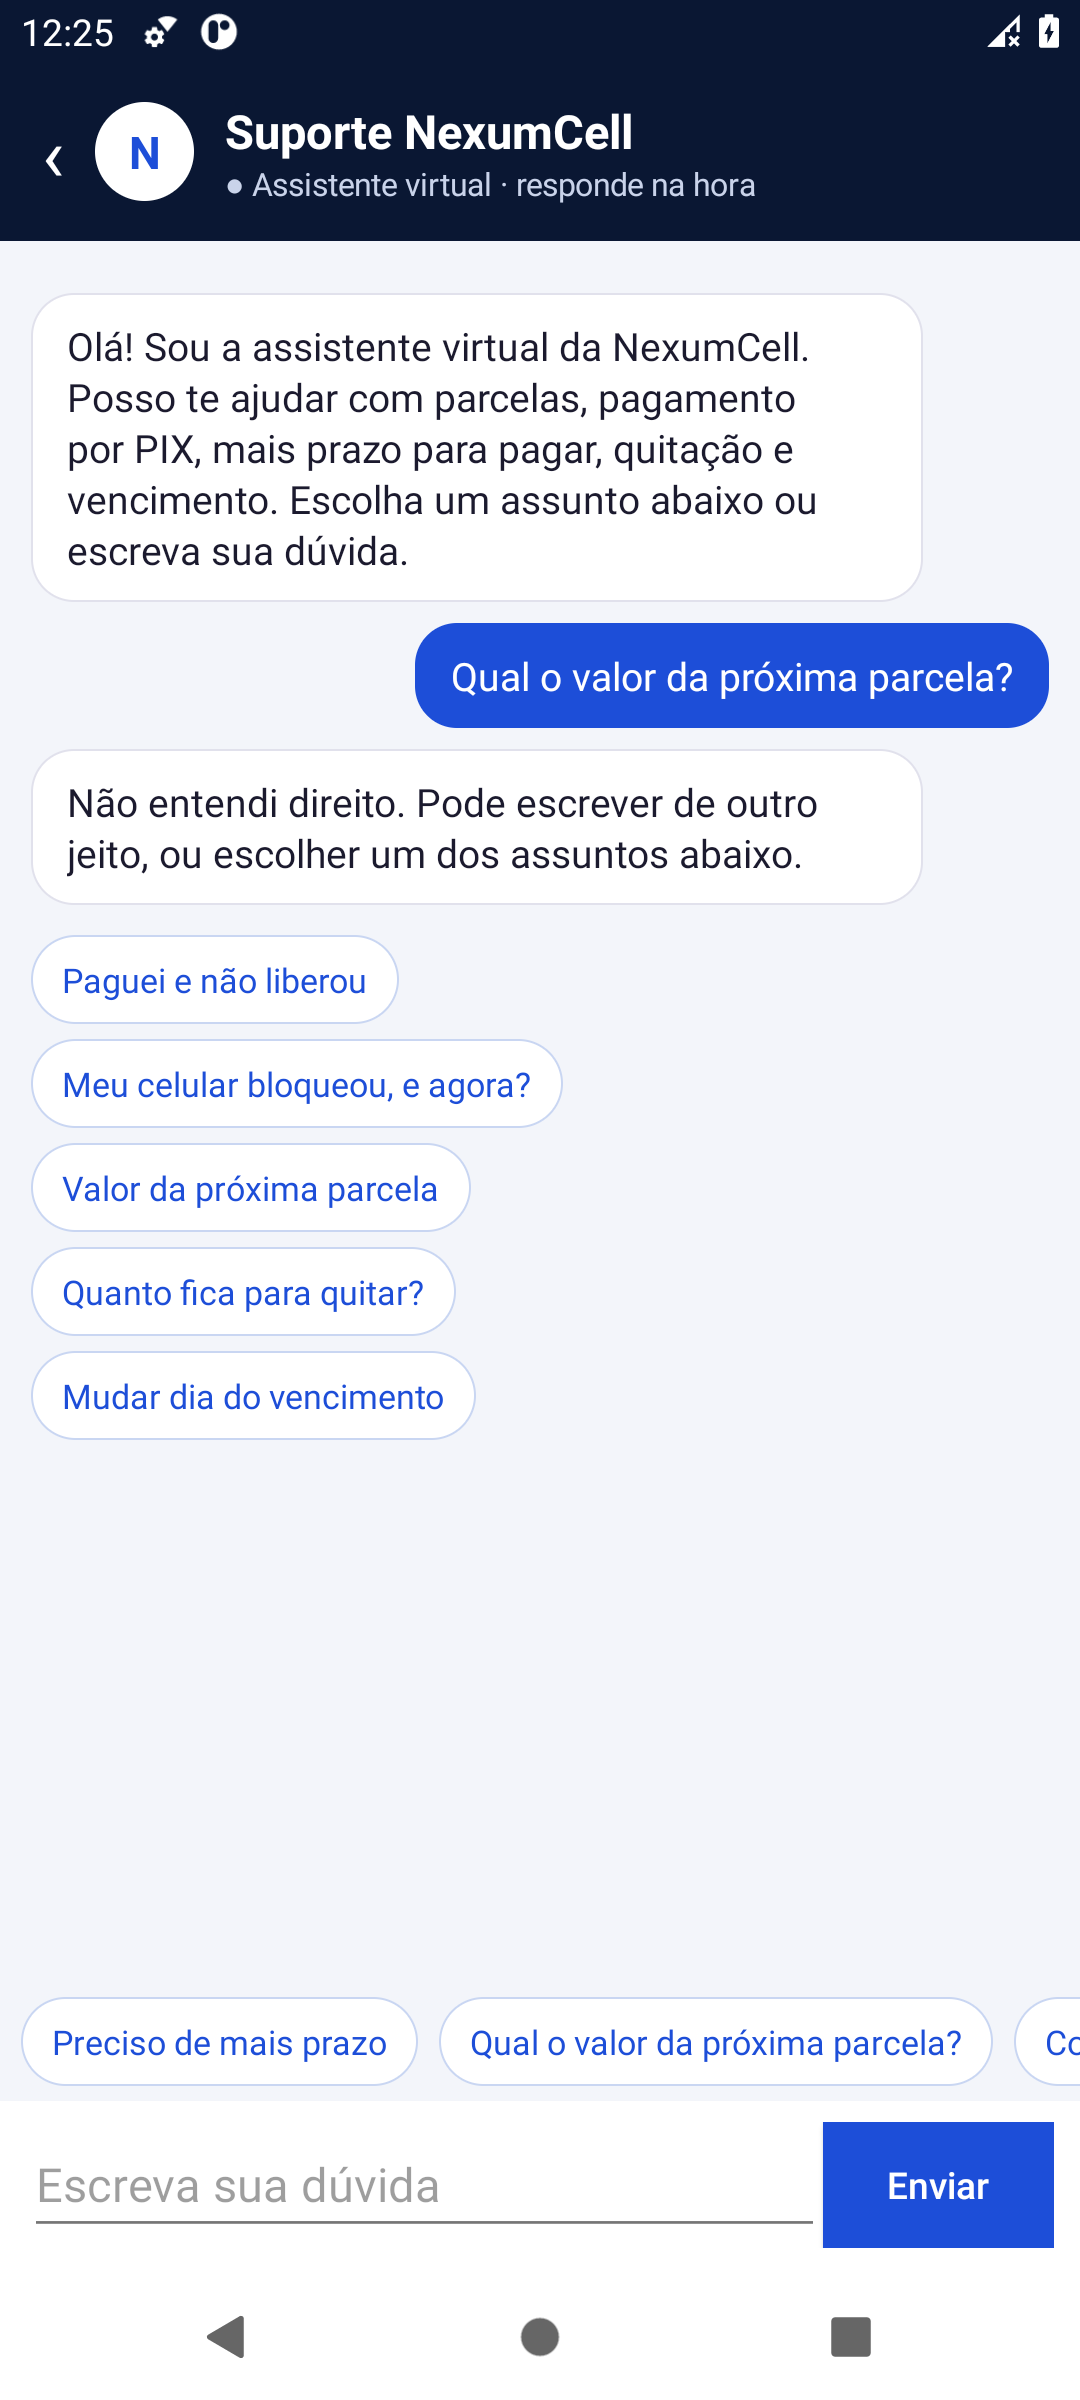 12:25
N
Suporte NexumCell
● Assistente virtual · responde na hora
Olá! Sou a assistente virtual da NexumCell.
Posso te ajudar com parcelas, pagamento
por PIX, mais prazo para pagar, quitação e
vencimento. Escolha um assunto abaixo ou
escreva sua dúvida.
Qual o valor da próxima parcela?
Não entendi direito. Pode escrever de outro
jeito, ou escolher um dos assuntos abaixo.
Paguei e não liberou
Meu celular bloqueou, e agora?
Valor da próxima parcela
Quanto fica para quitar?
Mudar dia do vencimento
Preciso de mais prazo
Qual o valor da próxima parcela?
Escreva sua dúvida
Enviar